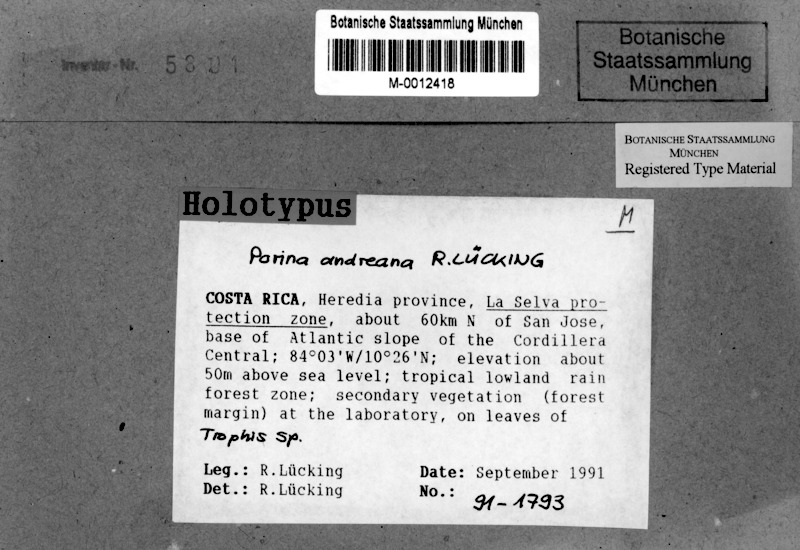 Inventar-Nr. 5301
Botanische Staatssammlung München
M-0012418
Botanische
Staatssammlung
München
BOTANISCHE STAATSSAMMLUNG
MÜNCHEN
Registered Type Material
Holotypus
M
Porina andreana R.LÜCKING
COSTA RICA, Heredia province, La Selva pro-
tection zone, about 60km N of San Jose,
base of Atlantic slope of the Cordillera
Central; 84°03'W/10°26'N; elevation about
50m above sea level; tropical lowland rain
forest zone; secondary vegetation (forest
margin) at the laboratory, on leaves of
Trophis sp.
Leg.: R.Lücking Date: September 1991
Det.: R.Lücking No.: 91-1793